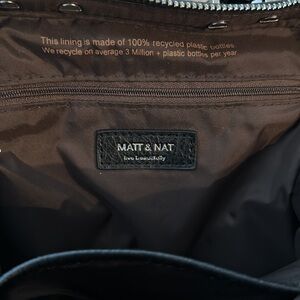 This lining is made of 100% recycled plastic bottles.
We recycle on average 3 Million + plastic bottles per year
MATT & NAT
live beautifully